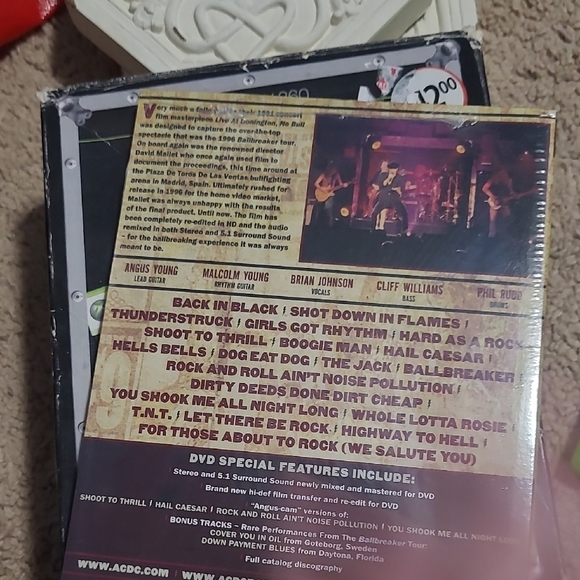 12⁰⁰
Very much a follow-up to their 1991 concert
film masterpiece Live At Donington, No Bull
was designed to capture the over-the-top
spectacle that was the 1996 Ballbreaker tour.
On board again was the renowned director
David Mallet who once again used film to
document the proceedings, this time around at
the Plaza De Toros De Las Ventas bullfighting
arena in Madrid, Spain. Ultimately rushed for
release in 1996 for the home video market,
Mallet was always unhappy with the results
of the final product. Until now. The film has
been completely re-edited in HD and the audio
remixed in both Stereo and 5.1 Surround Sound
– for the ballbreaking experience it was always
meant to be.
ANGUS YOUNG MALCOLM YOUNG BRIAN JOHNSON CLIFF WILLIAMS PHIL RUDD
LEAD GUITAR RHYTHM GUITAR VOCALS BASS DRUMS
BACK IN BLACK / SHOT DOWN IN FLAMES /
THUNDERSTRUCK / GIRLS GOT RHYTHM / HARD AS A ROCK
SHOOT TO THRILL / BOOGIE MAN / HAIL CAESAR /
HELLS BELLS / DOG EAT DOG / THE JACK / BALLBREAKER
ROCK AND ROLL AIN'T NOISE POLLUTION /
DIRTY DEEDS DONE DIRT CHEAP /
YOU SHOOK ME ALL NIGHT LONG / WHOLE LOTTA ROSIE /
T.N.T. / LET THERE BE ROCK / HIGHWAY TO HELL /
FOR THOSE ABOUT TO ROCK (WE SALUTE YOU)
DVD SPECIAL FEATURES INCLUDE:
Stereo and 5.1 Surround Sound newly mixed and mastered for DVD
Brand new hi-def film transfer and re-edit for DVD
"Angus-cam" versions of:
SHOOT TO THRILL / HAIL CAESAR / ROCK AND ROLL AIN'T NOISE POLLUTION / YOU SHOOK ME ALL NIGHT LONG
BONUS TRACKS – Rare Performances From The Ballbreaker Tour:
COVER YOU IN OIL from Goteborg, Sweden
DOWN PAYMENT BLUES from Daytona, Florida
Full catalog discography
WWW.ACDC.COM